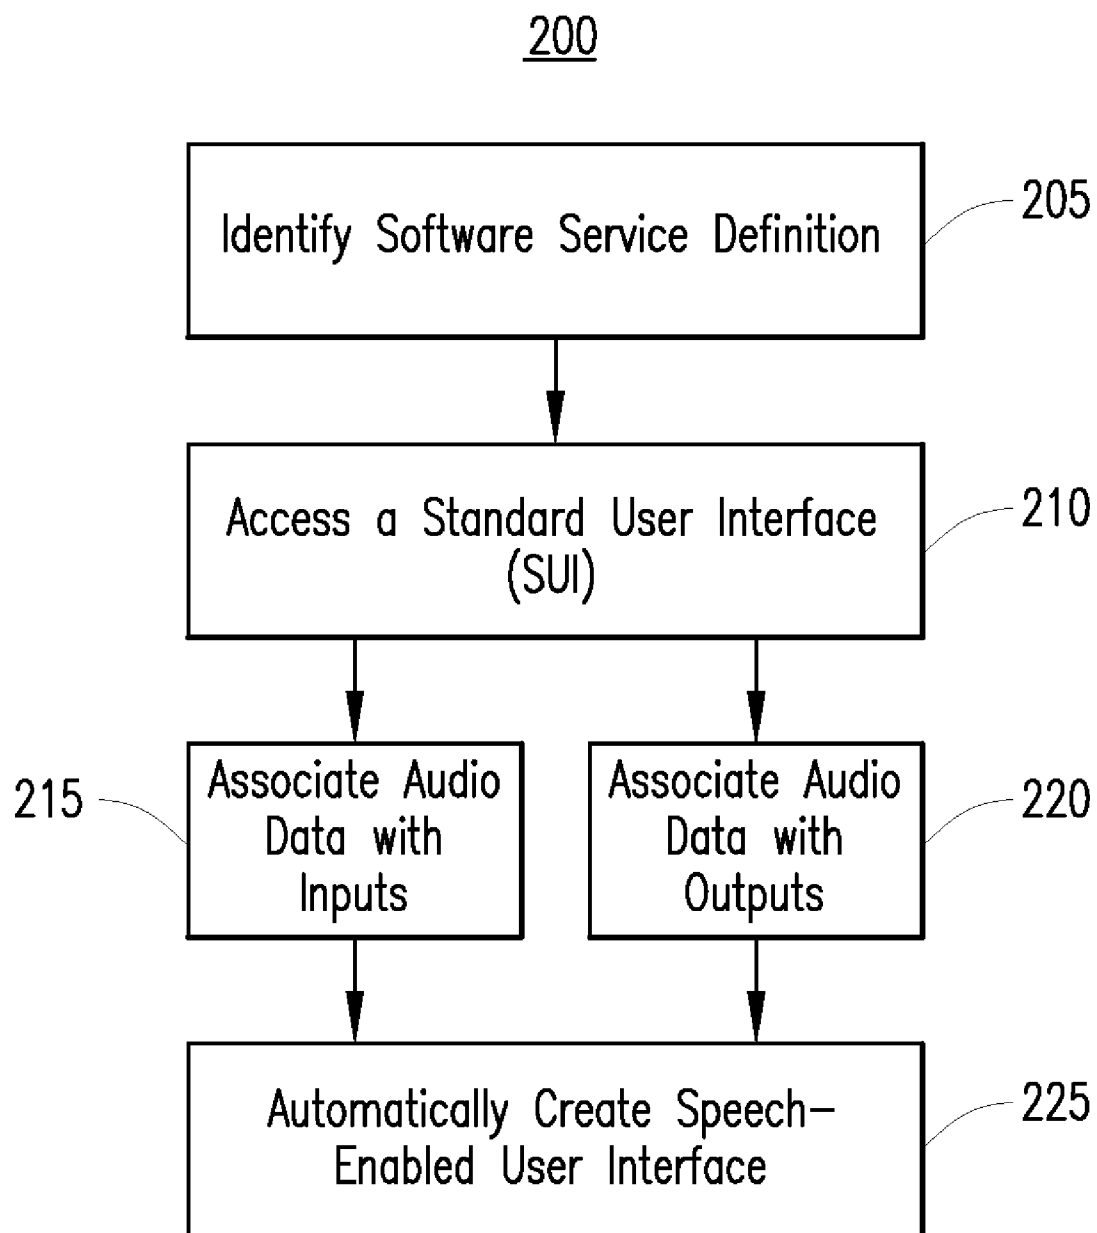 200
Identify Software Service Definition
205
Access a Standard User Interface
(SUI)
210
Associate Audio
Data with
Inputs
215
Associate Audio
Data with
Outputs
220
Automatically Create Speech-
Enabled User Interface
225